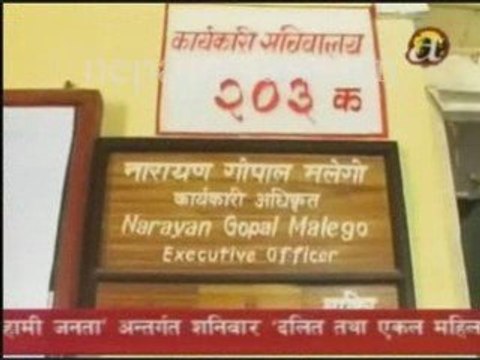 कार्यकारी सचिवालय
२०३ क
नारायण गोपाल मलेगो
कार्यकारी अधिकृत
Narayan Gopal Malego
Executive Officer
हामी जनता' अन्तर्गत शनिबार 'दलित तथा एकल महिल